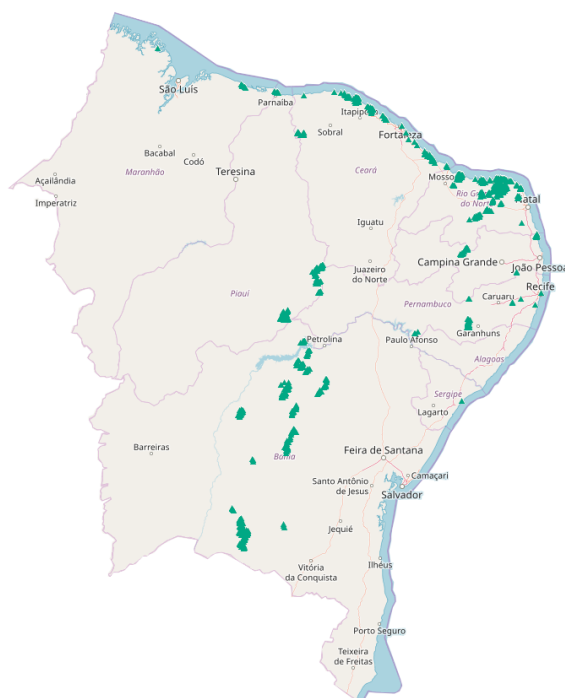 São Luís
Parnaíba
Itapipoca
Sobral
Fortaleza
Bacabal
Codó
Teresina
Ceará
Mossoró
Açailândia
Maranhão
Rio Grande
do Norte
Natal
Imperatriz
Iguatu
Campina Grande
João Pessoa
Juazeiro
do Norte
Piauí
Recife
Pernambuco
Caruaru
Petrolina
Paulo Afonso
Garanhuns
Alagoas
Sergipe
Lagarto
Barreiras
Feira de Santana
Bahia
Camaçari
Santo Antônio
de Jesus
Salvador
Jequié
Ilhéus
Vitória
da Conquista
Porto Seguro
Teixeira
de Freitas